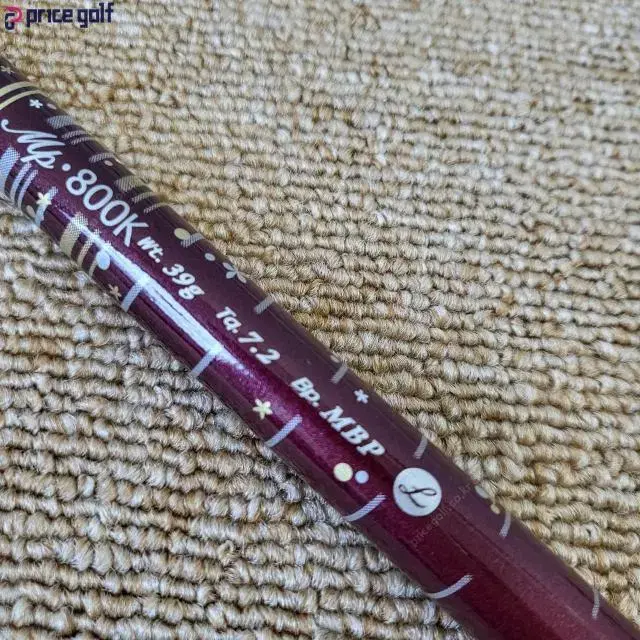 price golf
Mp. 800K Wt. 39g Tq. 7.2 Bp. MBP L